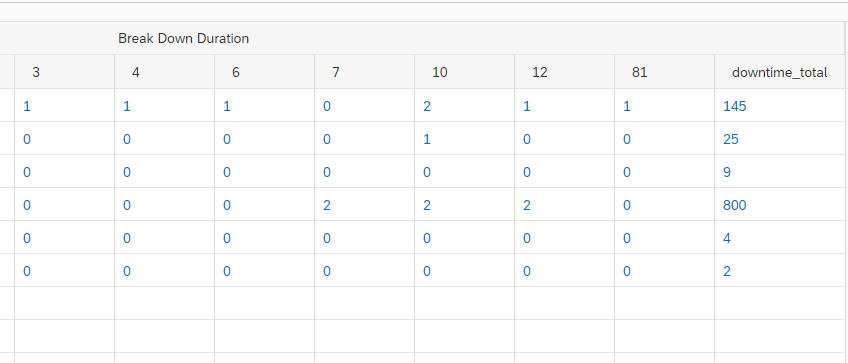 Break Down Duration
3 4 6 7 10 12 81 downtime_total
1 1 1 0 2 1 1 145
0 0 0 0 1 0 0 25
0 0 0 0 0 0 0 9
0 0 0 2 2 2 0 800
0 0 0 0 0 0 0 4
0 0 0 0 0 0 0 2